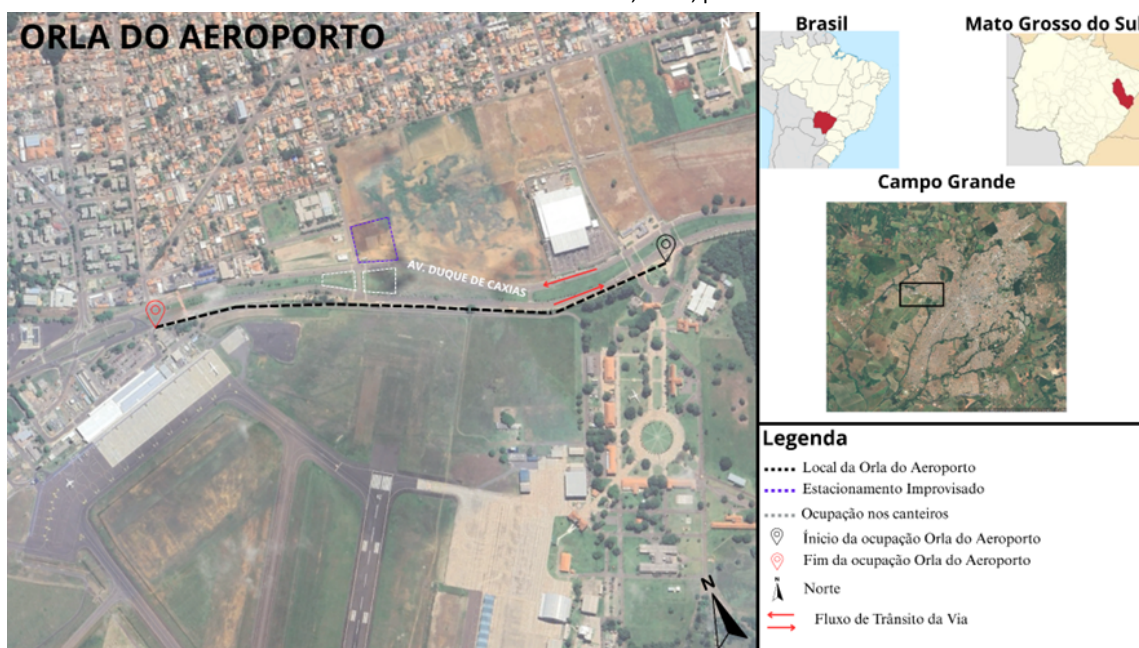 ORLA DO AEROPORTO
N
AV. DUQUE DE CAXIAS
N
Brasil
Mato Grosso do Sul
Campo Grande
Legenda
Local da Orla do Aeroporto
Estacionamento Improvisado
Ocupação nos canteiros
Ínicio da ocupação Orla do Aeroporto
Fim da ocupação Orla do Aeroporto
N
Norte
Fluxo de Trânsito da Via